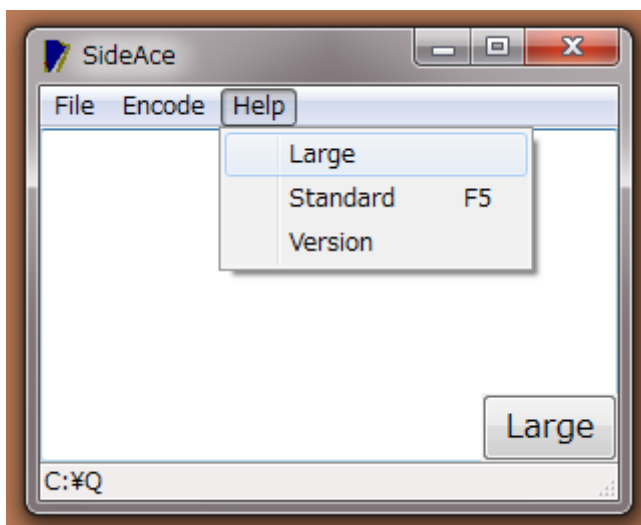 SideAce
File Encode Help
Large
Standard F5
Version
Large
C:¥Q